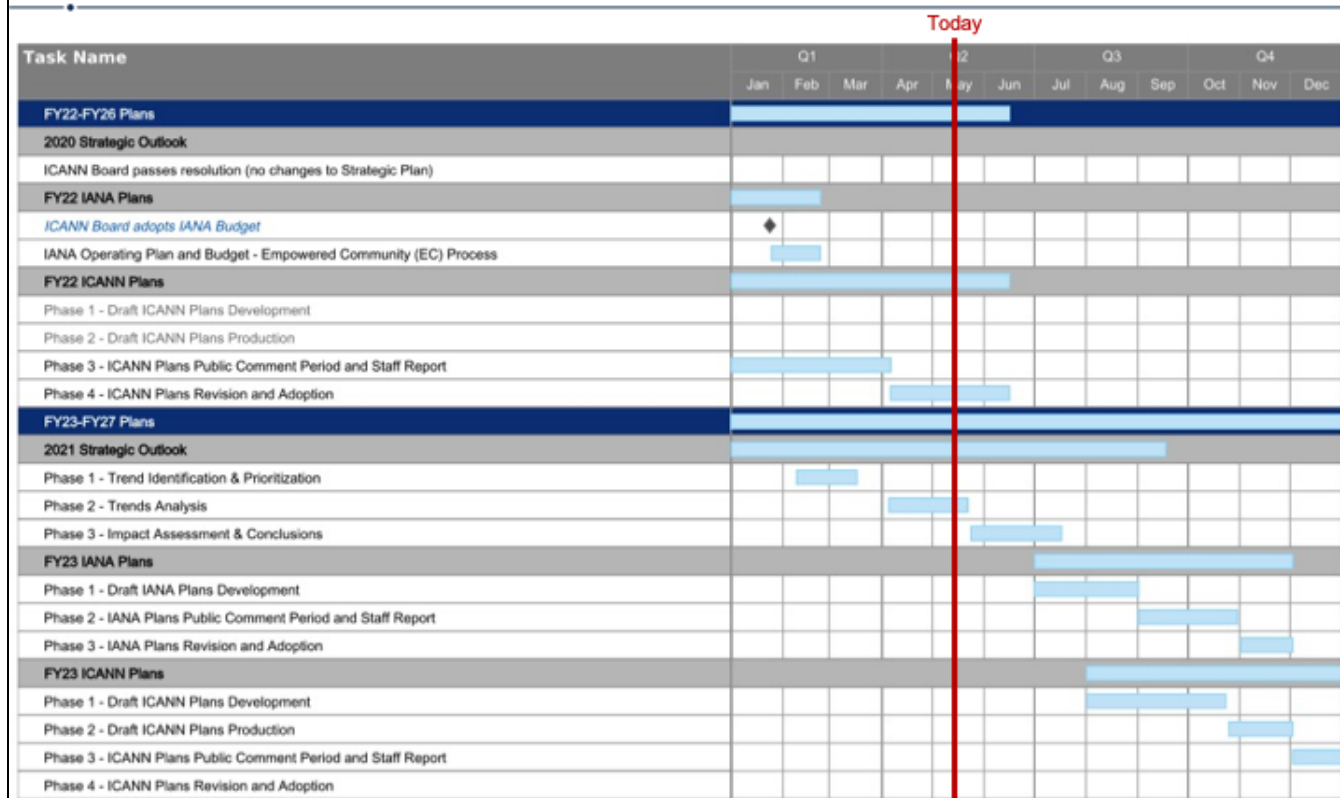 Today
Task Name
Q1 Q2 Q3 Q4
Jan Feb Mar Apr May Jun Jul Aug Sep Oct Nov Dec
FY22-FY26 Plans
2020 Strategic Outlook
ICANN Board passes resolution (no changes to Strategic Plan)
FY22 IANA Plans
ICANN Board adopts IANA Budget
IANA Operating Plan and Budget - Empowered Community (EC) Process
FY22 ICANN Plans
Phase 1 - Draft ICANN Plans Development
Phase 2 - Draft ICANN Plans Production
Phase 3 - ICANN Plans Public Comment Period and Staff Report
Phase 4 - ICANN Plans Revision and Adoption
FY23-FY27 Plans
2021 Strategic Outlook
Phase 1 - Trend Identification & Prioritization
Phase 2 - Trends Analysis
Phase 3 - Impact Assessment & Conclusions
FY23 IANA Plans
Phase 1 - Draft IANA Plans Development
Phase 2 - IANA Plans Public Comment Period and Staff Report
Phase 3 - IANA Plans Revision and Adoption
FY23 ICANN Plans
Phase 1 - Draft ICANN Plans Development
Phase 2 - Draft ICANN Plans Production
Phase 3 - ICANN Plans Public Comment Period and Staff Report
Phase 4 - ICANN Plans Revision and Adoption